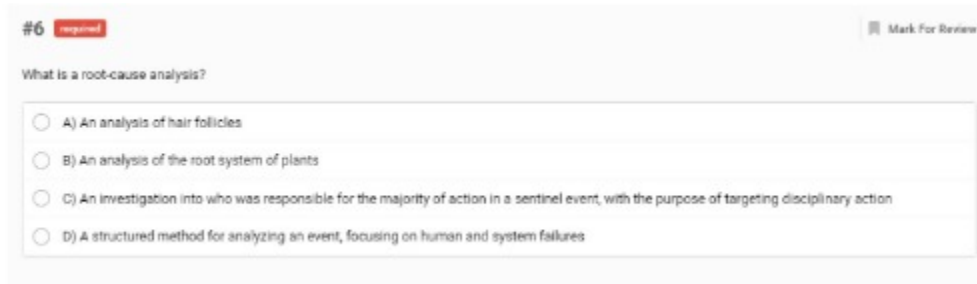 #6 required
Mark For Review
What is a root-cause analysis?
A) An analysis of hair follicles
B) An analysis of the root system of plants
C) An investigation into who was responsible for the majority of action in a sentinel event, with the purpose of targeting disciplinary action
D) A structured method for analyzing an event, focusing on human and system failures